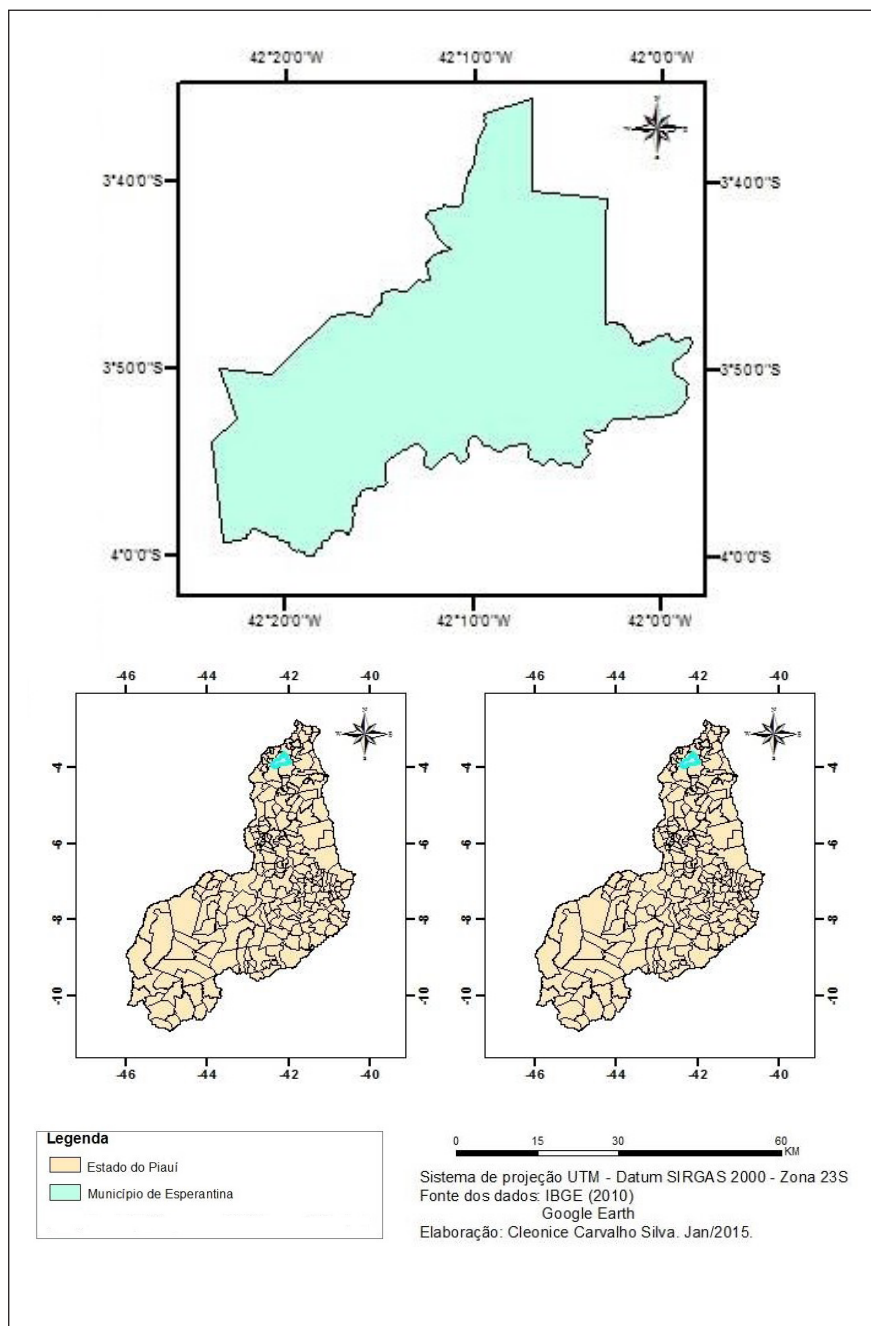 42°20'0"W 42°10'0"W 42°0'0"W
3°40'0"S 3°40'0"S
3°50'0"S 3°50'0"S
4°0'0"S 4°0'0"S
42°20'0"W 42°10'0"W 42°0'0"W
-46 -44 -42 -40 -46 -44 -42 -40
-4 -4 -4 -4
-6 -6 -6 -6
-8 -8 -8 -8
-10 -10 -10 -10
-46 -44 -42 -40 -46 -44 -42 -40
Legenda
Estado do Piauí
Município de Esperantina
0 15 30 60
KM
Sistema de projeção UTM - Datum SIRGAS 2000 - Zona 23S
Fonte dos dados: IBGE (2010)
Google Earth
Elaboração: Cleonice Carvalho Silva. Jan/2015.